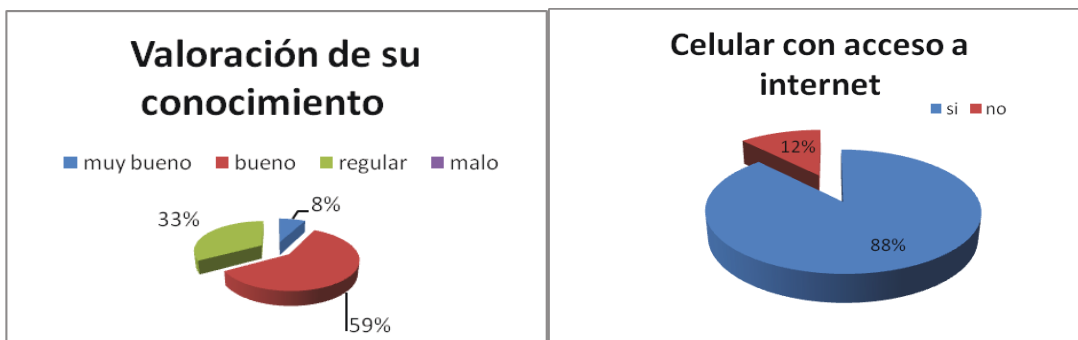 Valoración de su
conocimiento
muy bueno bueno regular malo
8%
33%
59%
Celular con acceso a
internet
si no
12%
88%